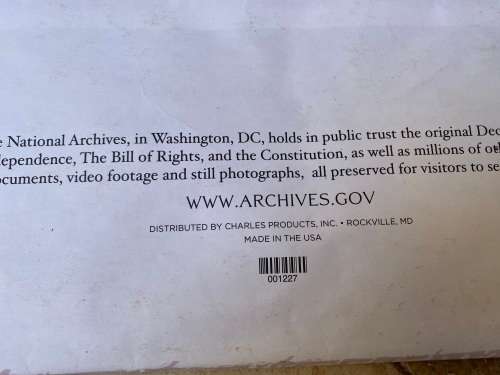 e National Archives, in Washington, DC, holds in public trust the original Dec
ependence, The Bill of Rights, and the Constitution, as well as millions of oth
ocuments, video footage and still photographs, all preserved for visitors to se
WWW.ARCHIVES.GOV
DISTRIBUTED BY CHARLES PRODUCTS, INC. • ROCKVILLE, MD
MADE IN THE USA
001227